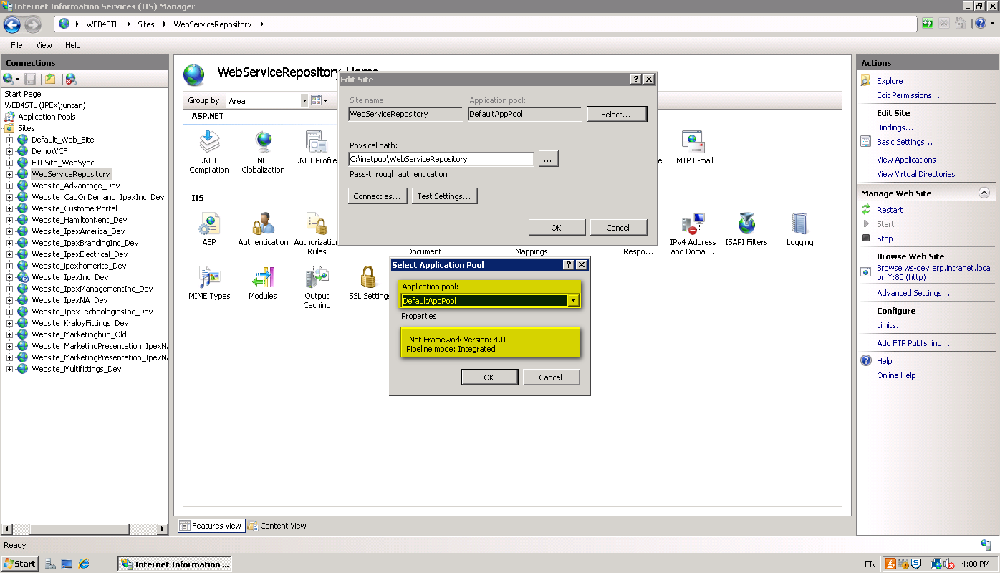 Internet Information Services (IIS) Manager
WEB4STL
Sites
WebServiceRepository
File View Help
Connections
Start Page
WEB4STL (IPEX\juntan)
Application Pools
Sites
Default_Web_Site
DemoWCF
FTPSite_WebSync
WebServiceRepository
Website_Advantage_Dev
Website_CadOnDemand_IpexInc_Dev
Website_CustomerPortal
Website_HamiltonKent_Dev
Website_IpexAmerica_Dev
Website_IpexBrandingInc_Dev
Website_IpexElectrical_Dev
Website_ipexhomerite_Dev
Website_IpexInc_Dev
Website_IpexManagementInc_Dev
Website_IpexNA_Dev
Website_IpexTechnologiesInc_Dev
Website_KraloyFittings_Dev
Website_Marketinghub_Old
Website_MarketingPresentation_IpexNA
Website_MarketingPresentation_IpexNA
Website_Multifittings_Dev
WebServiceRepository Home
Group by: Area
ASP.NET
.NET Compilation
.NET Globalization
.NET Profile
SMTP E-mail
IIS
ASP
Authentication
Authorization Rules
Document
Mappings
Respo...
IPv4 Address and Domai...
ISAPI Filters
Logging
MIME Types
Modules
Output Caching
SSL Settings
Edit Site
Site name:
Application pool:
WebServiceRepository
DefaultAppPool
Select...
Physical path:
C:\inetpub\WebServiceRepository
...
Pass-through authentication
Connect as...
Test Settings...
OK
Cancel
Select Application Pool
Application pool:
DefaultAppPool
Properties:
.Net Framework Version: 4.0
Pipeline mode: Integrated
OK
Cancel
Features View
Content View
Actions
Explore
Edit Permissions...
Edit Site
Bindings...
Basic Settings...
View Applications
View Virtual Directories
Manage Web Site
Restart
Start
Stop
Browse Web Site
Browse ws-dev.erp.intranet.local
on *:80 (http)
Advanced Settings...
Configure
Limits...
Add FTP Publishing...
Help
Online Help
Ready
Start
Internet Information ...
EN
4:00 PM